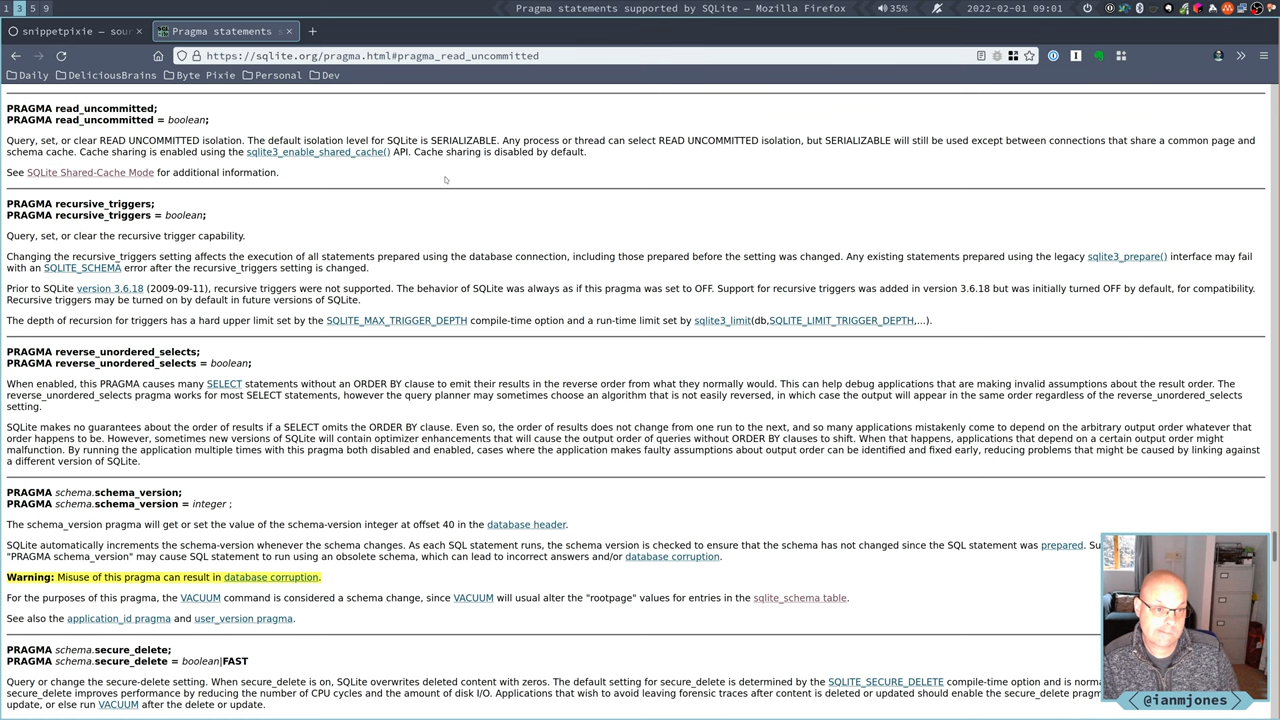 1 3 5 9
Pragma statements supported by SQLite — Mozilla Firefox
35%
2022-02-01 09:01
snippetpixie — sour
Pragma statements
https://sqlite.org/pragma.html#pragma_read_uncommitted
Daily DeliciousBrains Byte Pixie Personal Dev
PRAGMA read_uncommitted;
PRAGMA read_uncommitted = boolean;
Query, set, or clear READ UNCOMMITTED isolation. The default isolation level for SQLite is SERIALIZABLE. Any process or thread can select READ UNCOMMITTED isolation, but SERIALIZABLE will still be used except between connections that share a common page and
schema cache. Cache sharing is enabled using the sqlite3_enable_shared_cache() API. Cache sharing is disabled by default.
See SQLite Shared-Cache Mode for additional information.
PRAGMA recursive_triggers;
PRAGMA recursive_triggers = boolean;
Query, set, or clear the recursive trigger capability.
Changing the recursive_triggers setting affects the execution of all statements prepared using the database connection, including those prepared before the setting was changed. Any existing statements prepared using the legacy sqlite3_prepare() interface may fail
with an SQLITE_SCHEMA error after the recursive_triggers setting is changed.
Prior to SQLite version 3.6.18 (2009-09-11), recursive triggers were not supported. The behavior of SQLite was always as if this pragma was set to OFF. Support for recursive triggers was added in version 3.6.18 but was initially turned OFF by default, for compatibility.
Recursive triggers may be turned on by default in future versions of SQLite.
The depth of recursion for triggers has a hard upper limit set by the SQLITE_MAX_TRIGGER_DEPTH compile-time option and a run-time limit set by sqlite3_limit(db,SQLITE_LIMIT_TRIGGER_DEPTH,...).
PRAGMA reverse_unordered_selects;
PRAGMA reverse_unordered_selects = boolean;
When enabled, this PRAGMA causes many SELECT statements without an ORDER BY clause to emit their results in the reverse order from what they normally would. This can help debug applications that are making invalid assumptions about the result order. The
reverse_unordered_selects pragma works for most SELECT statements, however the query planner may sometimes choose an algorithm that is not easily reversed, in which case the output will appear in the same order regardless of the reverse_unordered_selects
setting.
SQLite makes no guarantees about the order of results if a SELECT omits the ORDER BY clause. Even so, the order of results does not change from one run to the next, and so many applications mistakenly come to depend on the arbitrary output order whatever that
order happens to be. However, sometimes new versions of SQLite will contain optimizer enhancements that will cause the output order of queries without ORDER BY clauses to shift. When that happens, applications that depend on a certain output order might
malfunction. By running the application multiple times with this pragma both disabled and enabled, cases where the application makes faulty assumptions about output order can be identified and fixed early, reducing problems that might be caused by linking against
a different version of SQLite.
PRAGMA schema.schema_version;
PRAGMA schema.schema_version = integer ;
The schema_version pragma will get or set the value of the schema-version integer at offset 40 in the database header.
SQLite automatically increments the schema-version whenever the schema changes. As each SQL statement runs, the schema version is checked to ensure that the schema has not changed since the SQL statement was prepared. Su
"PRAGMA schema_version" may cause SQL statement to run using an obsolete schema, which can lead to incorrect answers and/or database corruption.
Warning: Misuse of this pragma can result in database corruption.
For the purposes of this pragma, the VACUUM command is considered a schema change, since VACUUM will usual alter the "rootpage" values for entries in the sqlite_schema table.
See also the application_id pragma and user_version pragma.
PRAGMA schema.secure_delete;
PRAGMA schema.secure_delete = boolean|FAST
Query or change the secure-delete setting. When secure_delete is on, SQLite overwrites deleted content with zeros. The default setting for secure_delete is determined by the SQLITE_SECURE_DELETE compile-time option and is norma
secure_delete improves performance by reducing the number of CPU cycles and the amount of disk I/O. Applications that wish to avoid leaving forensic traces after content is deleted or updated should enable the secure_delete pragm
update, or else run VACUUM after the delete or update.
@ianmjones